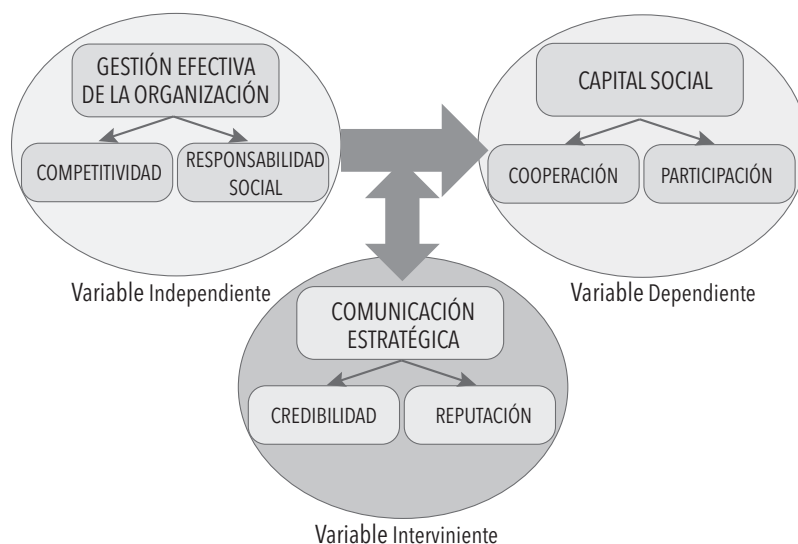 GESTIÓN EFECTIVA
DE LA ORGANIZACIÓN
COMPETITIVIDAD
RESPONSABILIDAD
SOCIAL
Variable Independiente
CAPITAL SOCIAL
COOPERACIÓN
PARTICIPACIÓN
Variable Dependiente
COMUNICACIÓN
ESTRATÉGICA
CREDIBILIDAD
REPUTACIÓN
Variable Interviniente